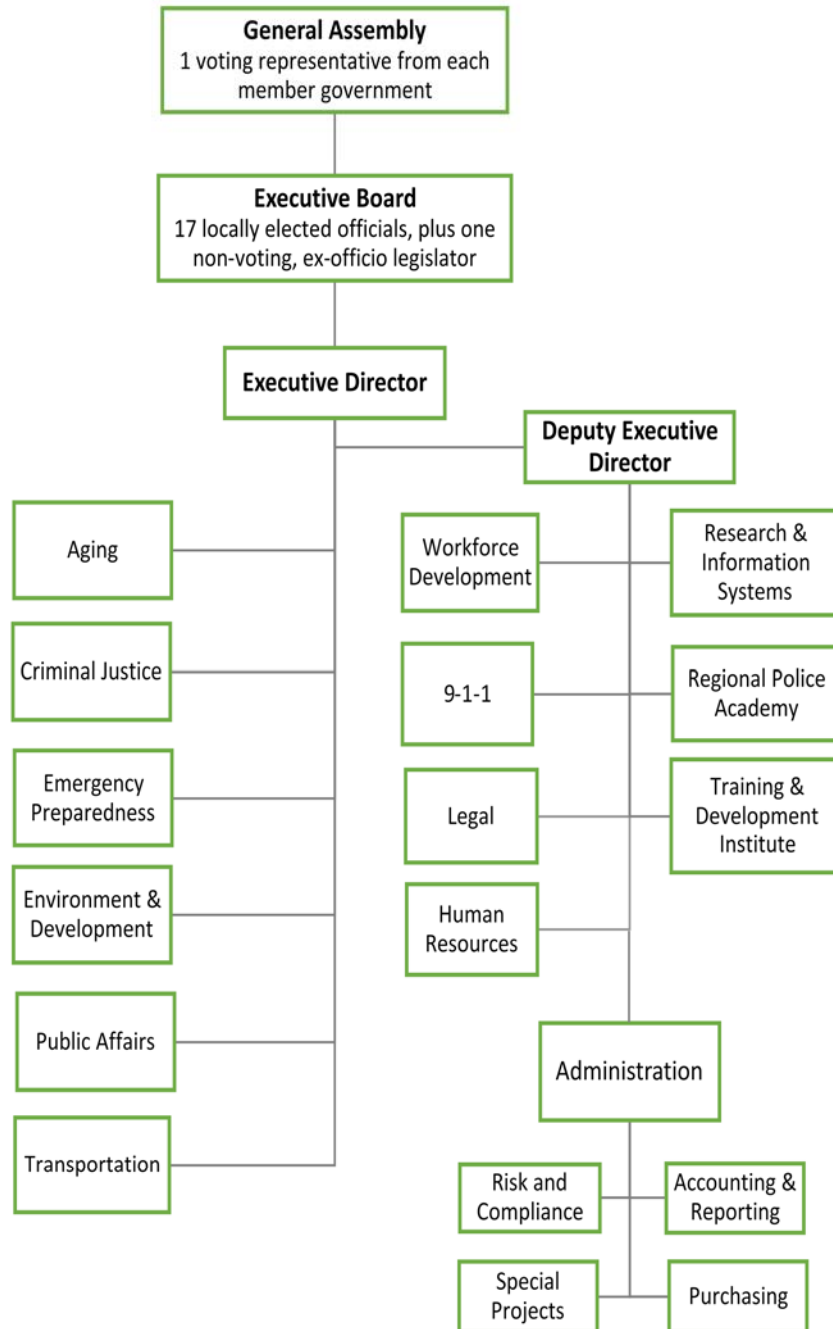 General Assembly
1 voting representative from each
member government
Executive Board
17 locally elected officials, plus one
non-voting, ex-officio legislator
Executive Director
Deputy Executive
Director
Aging
Criminal Justice
Emergency
Preparedness
Environment &
Development
Public Affairs
Transportation
Workforce
Development
Research &
Information
Systems
9-1-1
Regional Police
Academy
Legal
Training &
Development
Institute
Human
Resources
Administration
Risk and
Compliance
Accounting &
Reporting
Special
Projects
Purchasing